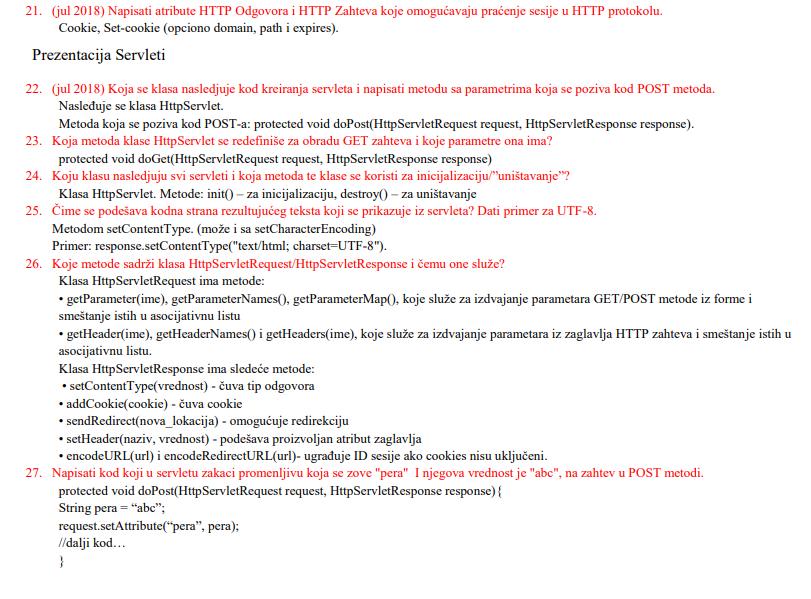 21. (jul 2018) Napisati atribute HTTP Odgovora i HTTP Zahteva koje omogućavaju praćenje sesije u HTTP protokolu.
Cookie, Set-cookie (opciono domain, path i expires).
Prezentacija Servleti
22. (jul 2018) Koja se klasa nasledjuje kod kreiranja servleta i napisati metodu sa parametrima koja se poziva kod POST metoda.
Nasleđuje se klasa HttpServlet.
Metoda koja se poziva kod POST-a: protected void doPost(HttpServletRequest request, HttpServletResponse response).
23. Koja metoda klase HttpServlet se redefiniše za obradu GET zahteva i koje parametre ona ima?
protected void doGet(HttpServletRequest request, HttpServletResponse response)
24. Koju klasu nasledjuju svi servleti i koja metoda te klase se koristi za inicijalizaciju/”uništavanje”?
Klasa HttpServlet. Metode: init() – za inicijalizaciju, destroy() – za uništavanje
25. Čime se podešava kodna strana rezultujućeg teksta koji se prikazuje iz servleta? Dati primer za UTF-8.
Metodom setContentType. (može i sa setCharacterEncoding)
Primer: response.setContentType("text/html; charset=UTF-8").
26. Koje metode sadrži klasa HttpServletRequest/HttpServletResponse i čemu one služe?
Klasa HttpServletRequest ima metode:
• getParameter(ime), getParameterNames(), getParameterMap(), koje služe za izdvajanje parametara GET/POST metode iz forme i
smeštanje istih u asocijativnu listu
• getHeader(ime), getHeaderNames() i getHeaders(ime), koje služe za izdvajanje parametara iz zaglavlja HTTP zahteva i smeštanje istih u
asocijativnu listu.
Klasa HttpServletResponse ima sledeće metode:
• setContentType(vrednost) - čuva tip odgovora
• addCookie(cookie) - čuva cookie
• sendRedirect(nova_lokacija) - omogućuje redirekciju
• setHeader(naziv, vrednost) - podešava proizvoljan atribut zaglavlja
• encodeURL(url) i encodeRedirectURL(url)- ugrađuje ID sesije ako cookies nisu uključeni.
27. Napisati kod koji u servletu zakaci promenljivu koja se zove "pera" I njegova vrednost je "abc", na zahtev u POST metodi.
protected void doPost(HttpServletRequest request, HttpServletResponse response){
String pera = “abc”;
request.setAttribute(“pera”, pera);
//dalji kod…
}